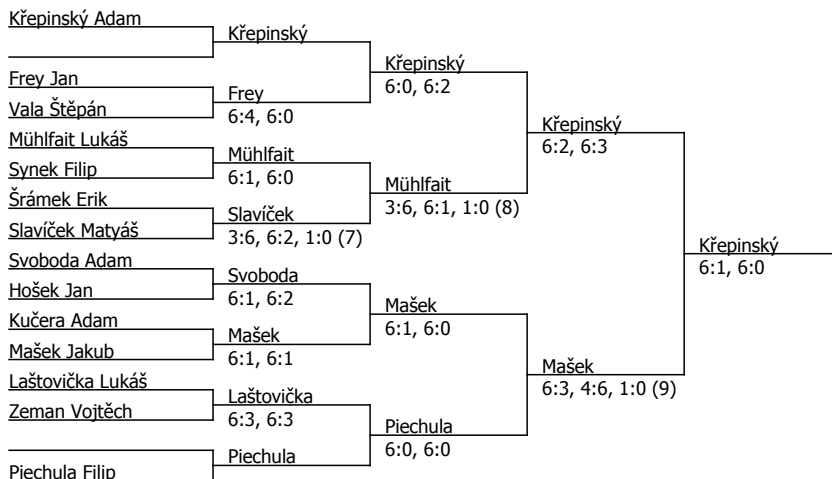 Křepinský Adam
Frey Jan
Vala Štěpán
Mühlfait Lukáš
Synek Filip
Šrámek Erik
Slavíček Matyáš
Svoboda Adam
Hošek Jan
Kučera Adam
Mašek Jakub
Laštovička Lukáš
Zeman Vojtěch
Piechula Filip
Křepinský
Frey
6:4, 6:0
Mühlfait
6:1, 6:0
Slavíček
3:6, 6:2, 1:0 (7)
Svoboda
6:1, 6:2
Mašek
6:1, 6:1
Laštovička
6:3, 6:3
Piechula
Křepinský
6:0, 6:2
Mühlfait
3:6, 6:1, 1:0 (8)
Mašek
6:1, 6:0
Piechula
6:0, 6:0
Křepinský
6:2, 6:3
Mašek
6:3, 4:6, 1:0 (9)
Křepinský
6:1, 6:0